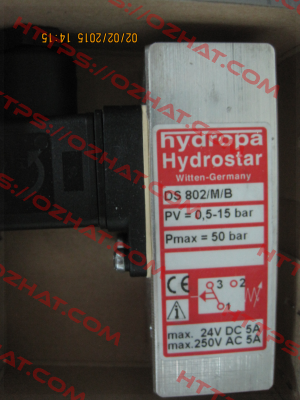 02/02/2015 14:15
hydropa
Hydrostar
Witten-Germany
DS 802/M/B
PV = 0,5-15 bar
Pmax = 50 bar
CE
3 2
1
max. 24V DC 5A
max.250V AC 5A
HTTPS://OZHAT.COM/